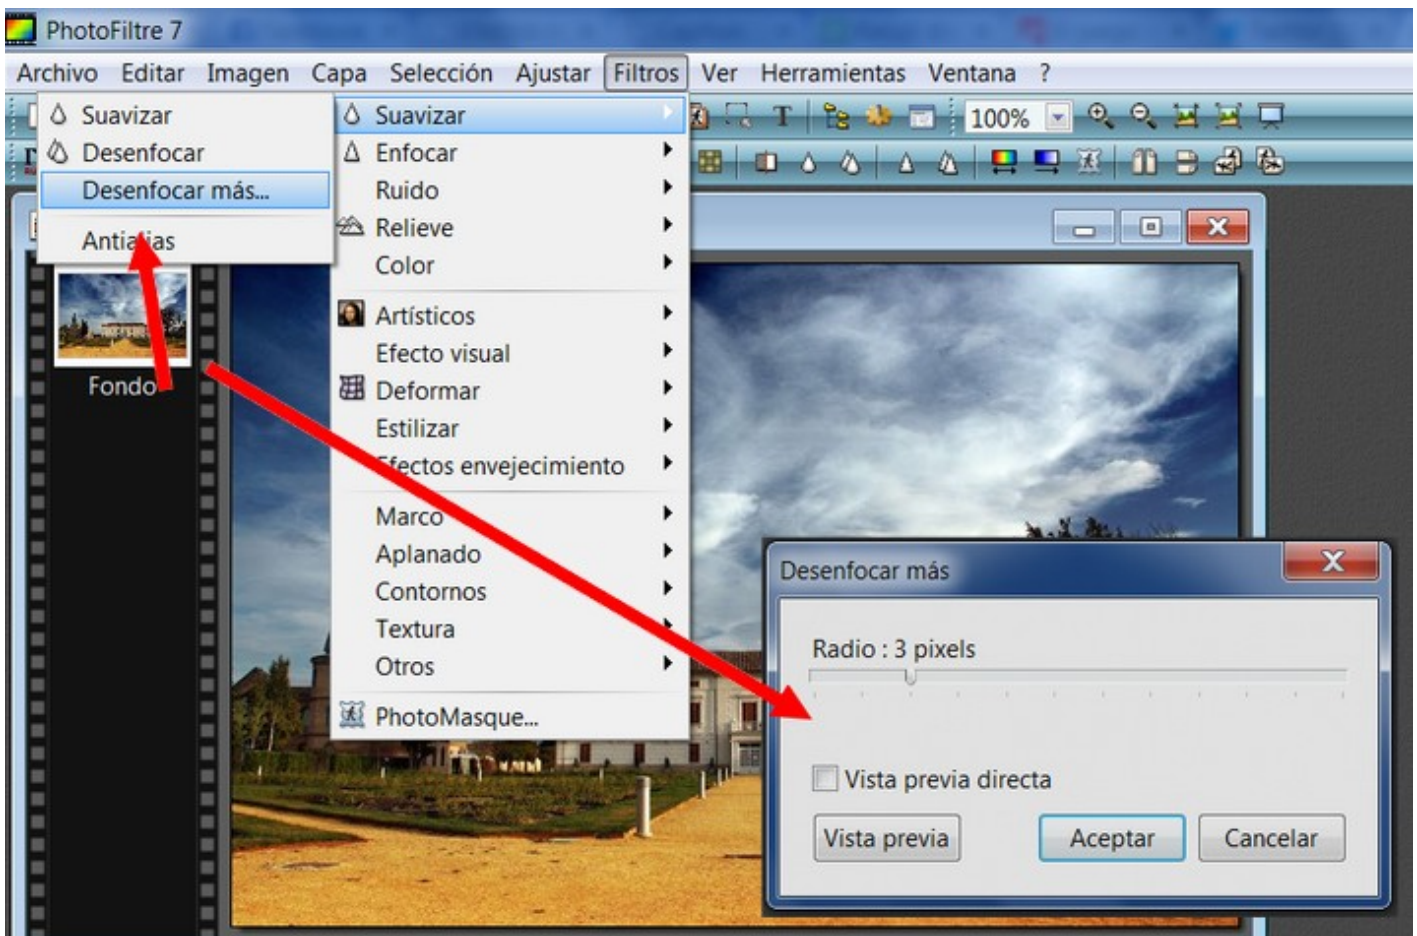 PhotoFiltre 7
Archivo Editar Imagen Capa Selección Ajustar Filtros Ver Herramientas Ventana ?
Suavizar
Desenfocar
Desenfocar más...
Antialias
Suavizar
Enfocar
Ruido
Relieve
Color
Artísticos
Efecto visual
Deformar
Estilizar
Efectos envejecimiento
Marco
Aplanado
Contornos
Textura
Otros
PhotoMasque...
T 100%
Fondo
Desenfocar más
Radio : 3 pixels
Vista previa directa
Vista previa Aceptar Cancelar